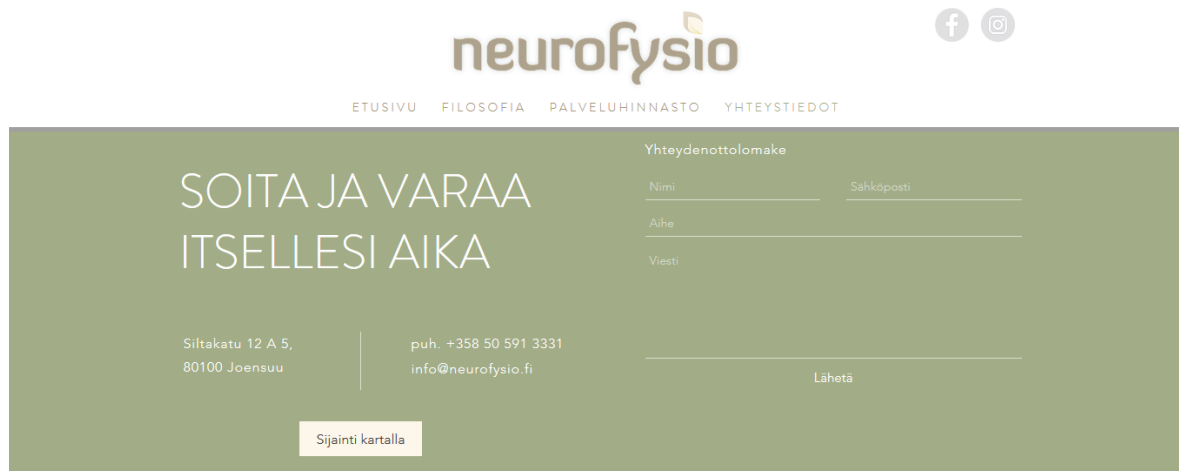 neurofysio
ETUSIVU FILOSOFIA PALVELUHINNASTO YHTEYSTIEDOT
SOITA JA VARAA
ITSELLESI AIKA
Siltakatu 12 A 5,
80100 Joensuu
puh. +358 50 591 3331
info@neurofysio.fi
Sijainti kartalla
Yhteydenottolomake
Nimi
Sähköposti
Aihe
Viesti
Lähetä